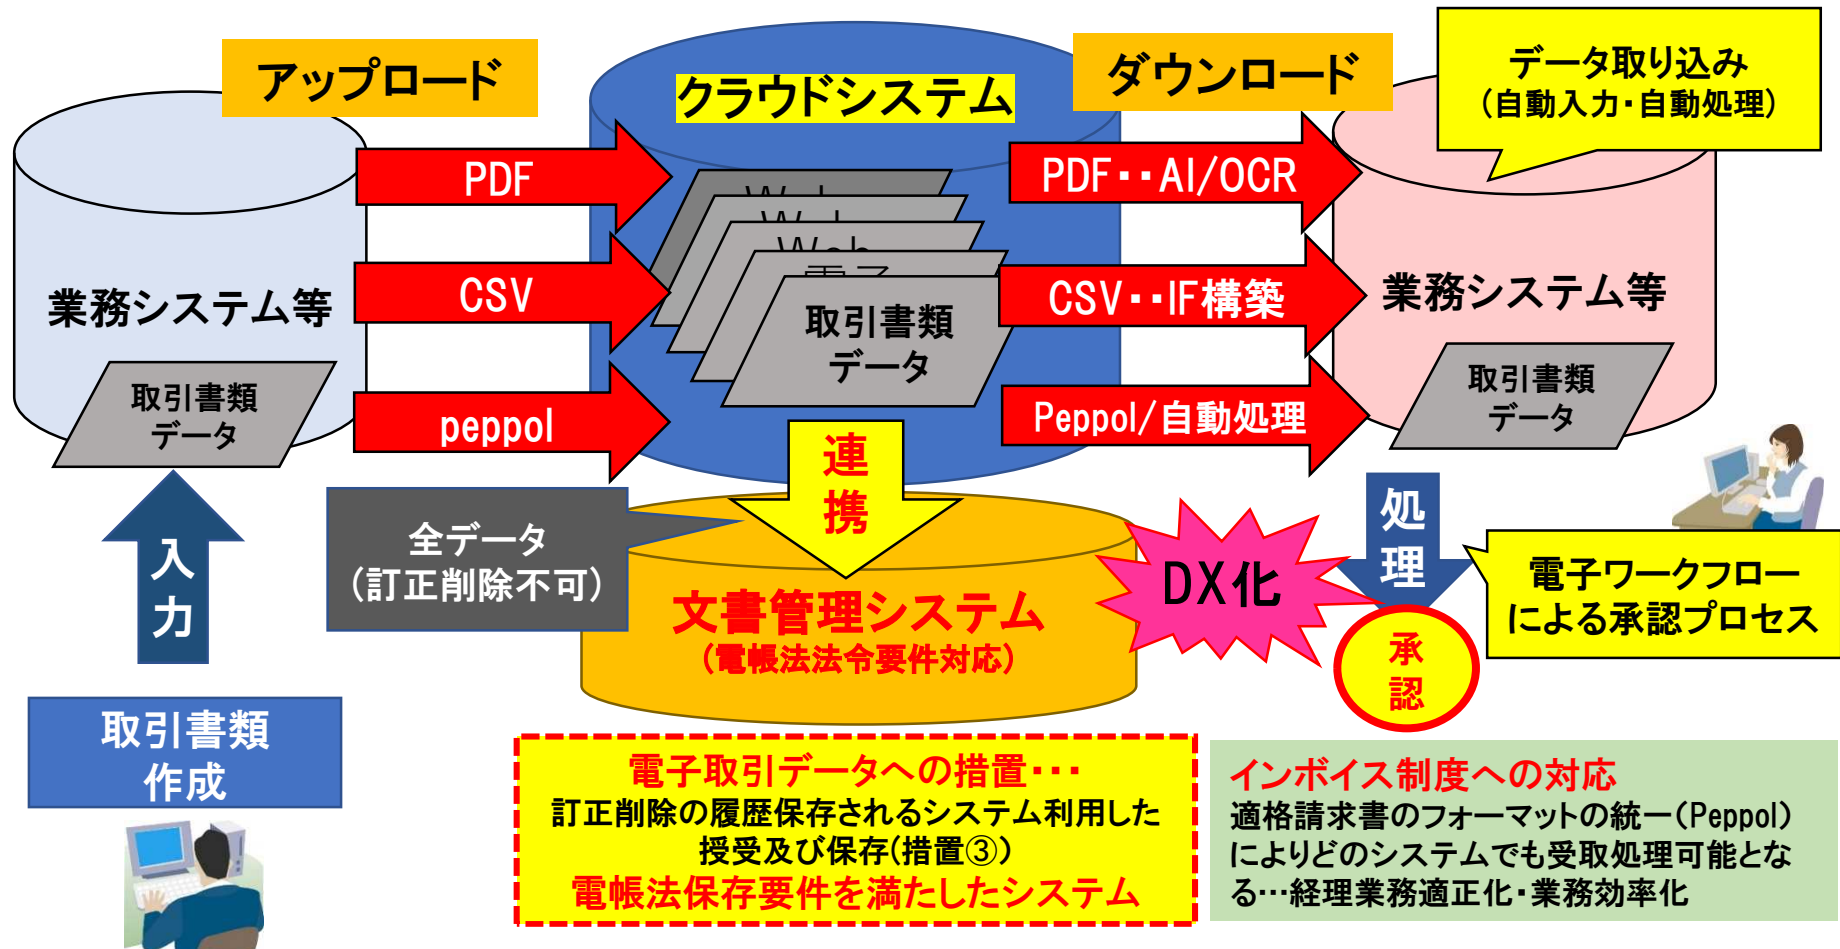 アップロード
クラウドシステム
ダウンロード
データ取り込み
(自動入力・自動処理)
PDF
CSV
peppol
業務システム等
取引書類
データ
Web
電子
取引書類
データ
PDF・・AI/OCR
CSV・・IF構築
Peppol/自動処理
業務システム等
取引書類
データ
入
力
取引書類
作成
全データ
(訂正削除不可)
連
携
文書管理システム
(電帳法法令要件対応)
DX化
処
理
承
認
電子ワークフロー
による承認プロセス
電子取引データへの措置・・・
訂正削除の履歴保存されるシステム利用した
授受及び保存(措置③)
電帳法保存要件を満たしたシステム
インボイス制度への対応
適格請求書のフォーマットの統一(Peppol)
によりどのシステムでも受取処理可能とな
る…経理業務適正化・業務効率化